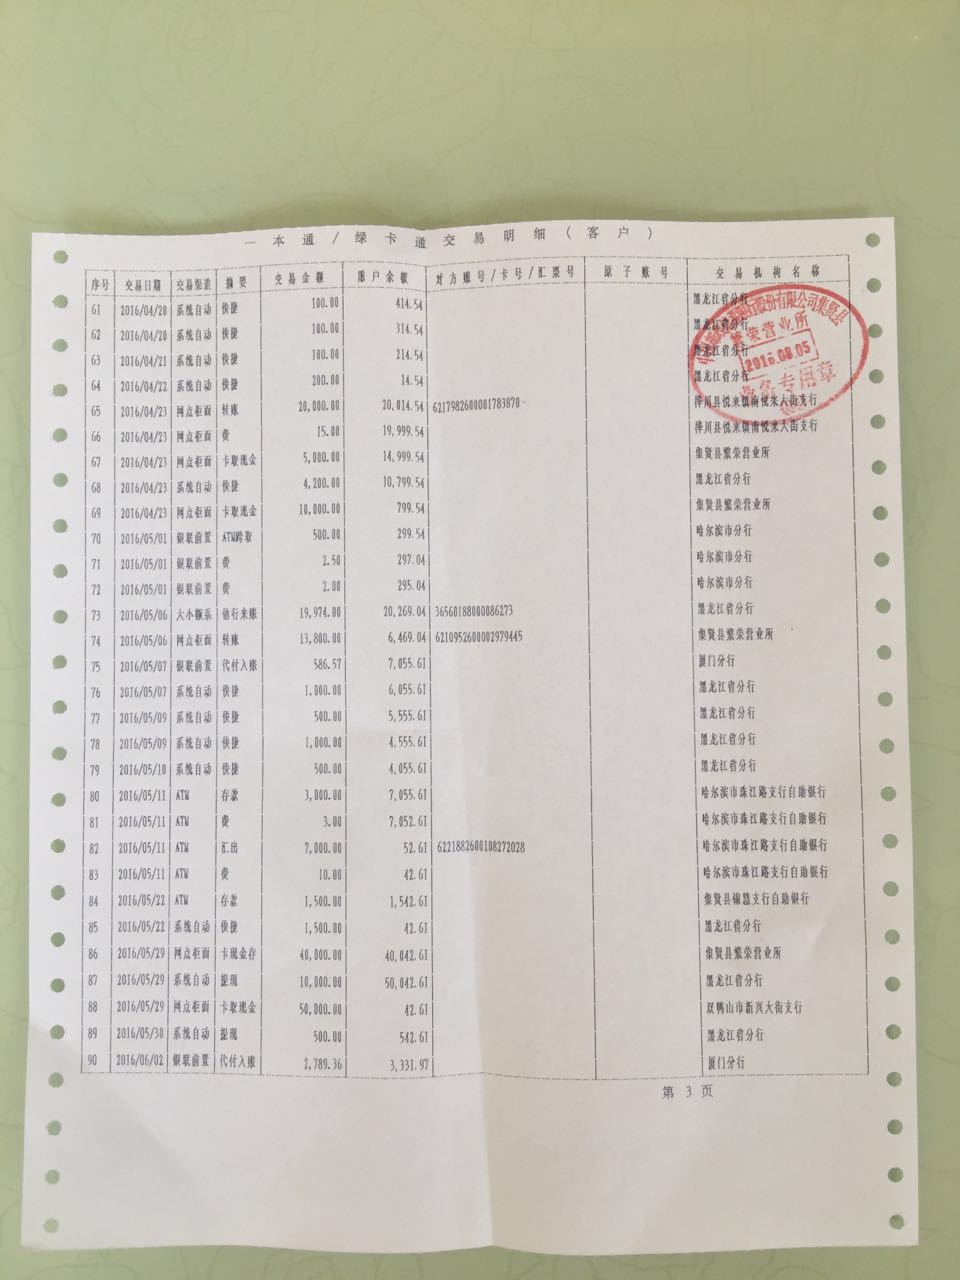 一本通/绿卡通交易明细(客户)
序号 交易日期 交易渠道 摘要 交易金额 账户余额 对方账号/卡号/汇票号 原子账号 交易机构名称
61 2016/04/20 系统自动 快捷 100.00 414.54 黑龙江省分行
62 2016/04/20 系统自动 快捷 100.00 314.54 黑龙江省分行
63 2016/04/21 系统自动 快捷 100.00 214.54 黑龙江省分行
64 2016/04/22 系统自动 快捷 200.00 14.54 黑龙江省分行
65 2016/04/23 网点柜面 转账 20,000.00 20,014.54 6217982600001783870 桦川县悦来镇南悦来大街支行
66 2016/04/23 网点柜面 费 15.00 19,999.54 桦川县悦来镇南悦来大街支行
67 2016/04/23 网点柜面 卡取现金 5,000.00 14,999.54 集贤县繁荣营业所
68 2016/04/23 系统自动 快捷 4,200.00 10,799.54 黑龙江省分行
69 2016/04/23 网点柜面 卡取现金 10,000.00 799.54 集贤县繁荣营业所
70 2016/05/01 银联前置 ATM跨取 500.00 299.54 哈尔滨市分行
71 2016/05/01 银联前置 费 2.50 297.04 哈尔滨市分行
72 2016/05/01 银联前置 费 2.00 295.04 哈尔滨市分行
73 2016/05/06 大小额系 他行来账 19,974.00 20,269.04 36560188000086273 黑龙江省分行
74 2016/05/06 网点柜面 转账 13,800.00 6,469.04 6210952600002979445 集贤县繁荣营业所
75 2016/05/07 银联前置 代付入账 586.57 7,055.61 厦门分行
76 2016/05/07 系统自动 快捷 1,000.00 6,055.61 黑龙江省分行
77 2016/05/09 系统自动 快捷 500.00 5,555.61 黑龙江省分行
78 2016/05/09 系统自动 快捷 1,000.00 4,555.61 黑龙江省分行
79 2016/05/10 系统自动 快捷 500.00 4,055.61 黑龙江省分行
80 2016/05/11 ATM 存款 3,000.00 7,055.61 哈尔滨市珠江路支行自助银行
81 2016/05/11 ATM 费 3.00 7,052.61 哈尔滨市珠江路支行自助银行
82 2016/05/11 ATM 汇出 7,000.00 52.61 6221882600108272028 哈尔滨市珠江路支行自助银行
83 2016/05/11 ATM 费 10.00 42.61 哈尔滨市珠江路支行自助银行
84 2016/05/22 ATM 存款 1,500.00 1,542.61 集贤县锦慧支行自助银行
85 2016/05/22 系统自动 快捷 1,500.00 42.61 黑龙江省分行
86 2016/05/29 网点柜面 卡现金存 40,000.00 40,042.61 集贤县繁荣营业所
87 2016/05/29 系统自动 提现 10,000.00 50,042.61 黑龙江省分行
88 2016/05/29 网点柜面 卡取现金 50,000.00 42.61 双鸭山市新兴大街支行
89 2016/05/30 系统自动 提现 500.00 542.61 黑龙江省分行
90 2016/06/02 银联前置 代付入账 2,789.36 3,331.97 厦门分行
股份有限公司集贤县
繁荣营业所
2016.08.05
业务专用章
第 3 页